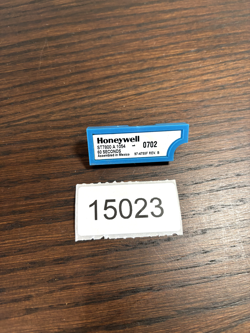 Honeywell
ST7800 A 1054 - 0702
60 SECONDS
Assembled in Mexico
15023